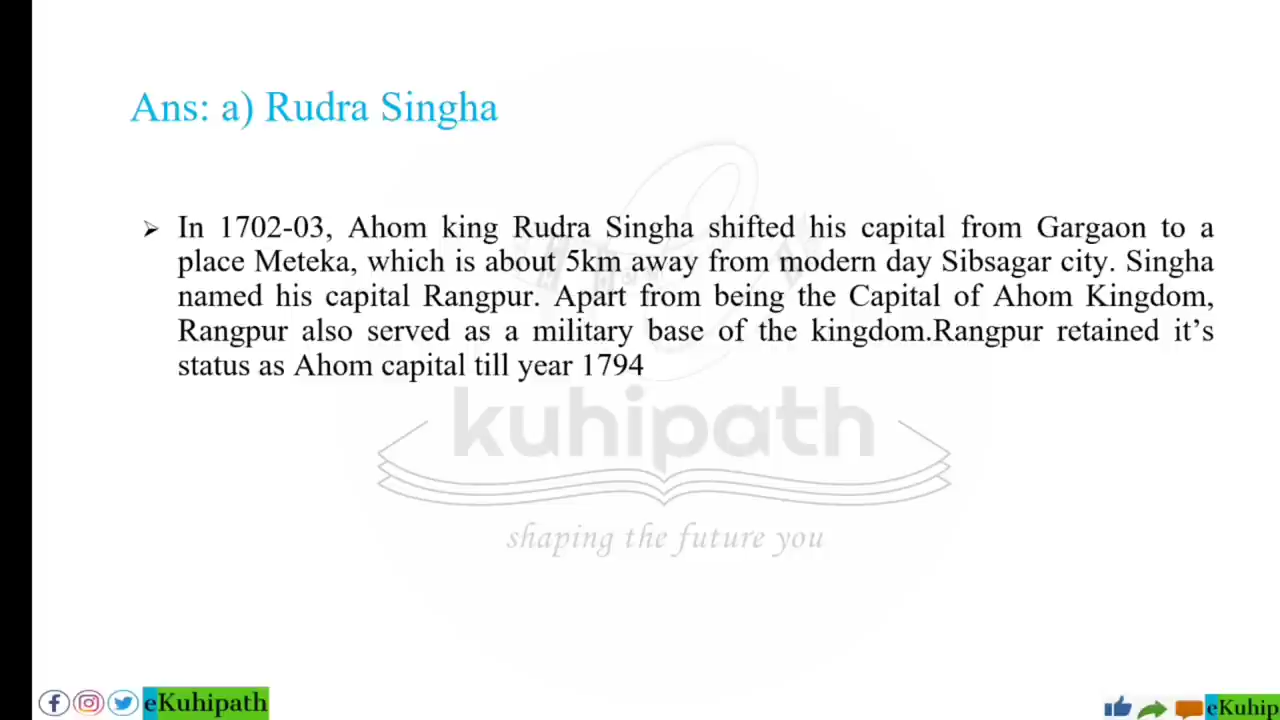 Ans: a) Rudra Singha
➢ In 1702-03, Ahom king Rudra Singha shifted his capital from Gargaon to a
place Meteka, which is about 5km away from modern day Sibsagar city. Singha
named his capital Rangpur. Apart from being the Capital of Ahom Kingdom,
Rangpur also served as a military base of the kingdom.Rangpur retained it’s
status as Ahom capital till year 1794
kuhipath
shaping the future you
eKuhipath
eKuhip